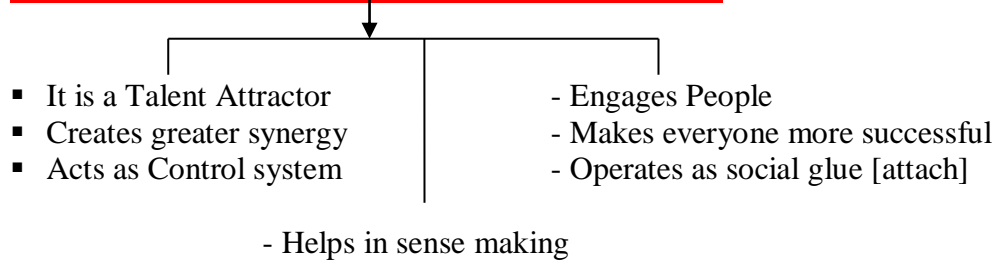 ▪ It is a Talent Attractor
▪ Creates greater synergy
▪ Acts as Control system
- Engages People
- Makes everyone more successful
- Operates as social glue [attach]
- Helps in sense making